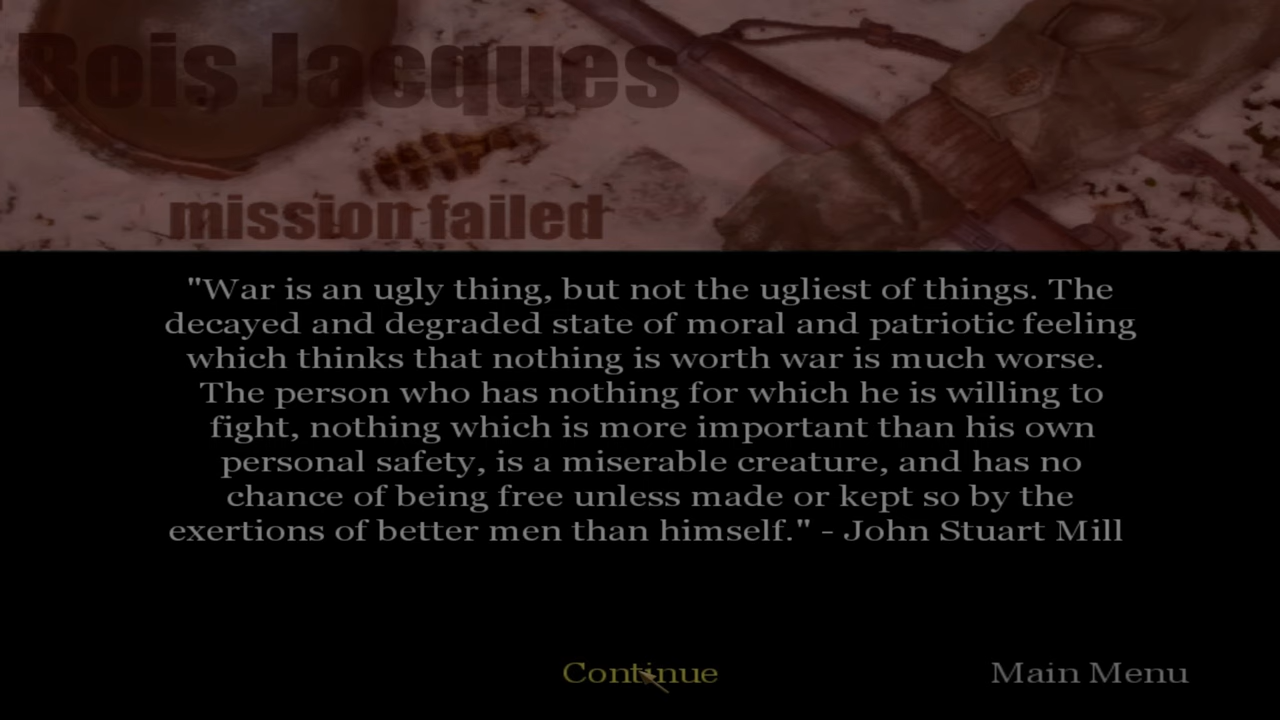 Bois Jacques
mission failed
"War is an ugly thing, but not the ugliest of things. The
decayed and degraded state of moral and patriotic feeling
which thinks that nothing is worth war is much worse.
The person who has nothing for which he is willing to
fight, nothing which is more important than his own
personal safety, is a miserable creature, and has no
chance of being free unless made or kept so by the
exertions of better men than himself." - John Stuart Mill
Continue
Main Menu